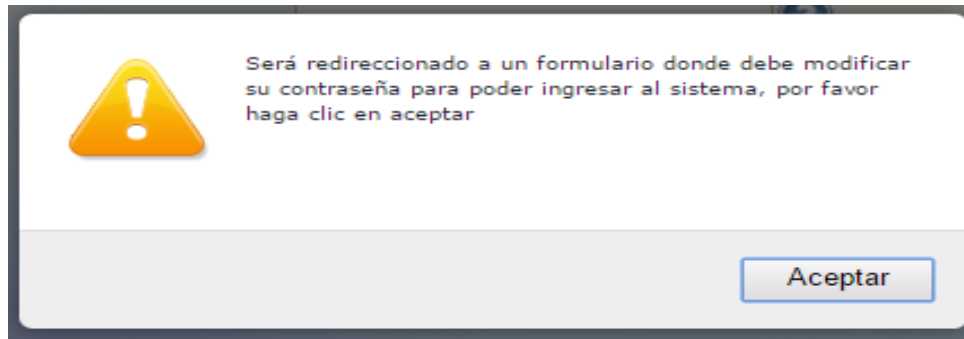 Será redireccionado a un formulario donde debe modificar
su contraseña para poder ingresar al sistema, por favor
haga clic en aceptar
Aceptar